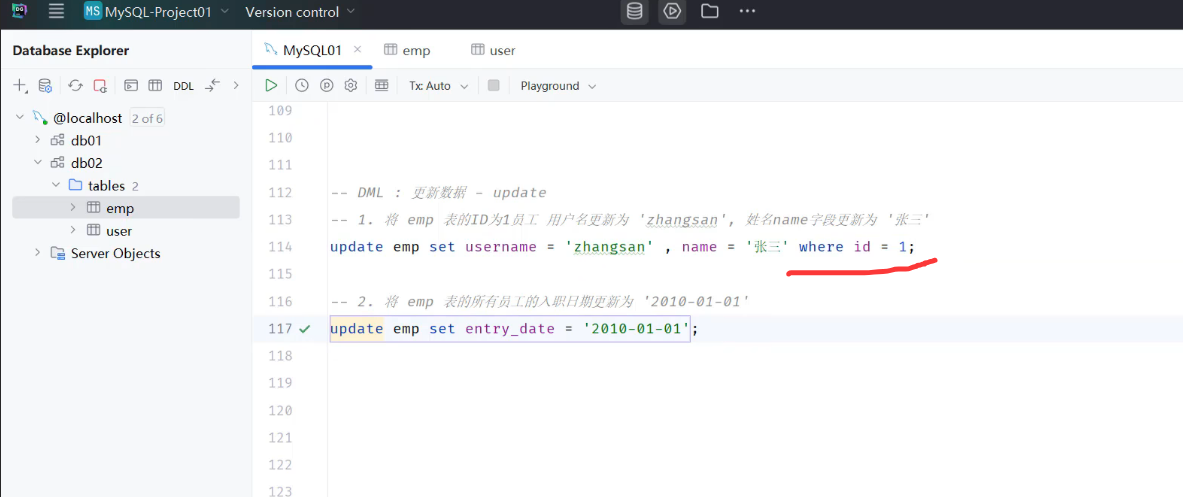 DG
MS MySQL-Project01 Version control
Database Explorer
MySQL01 emp user
DDL Tx: Auto Playground
@localhost 2 of 6
db01
db02
tables 2
emp
user
Server Objects
109
110
111
112 -- DML : 更新数据 - update
113 -- 1. 将 emp 表的ID为1员工 用户名更新为 'zhangsan', 姓名name字段更新为 '张三'
114 update emp set username = 'zhangsan' , name = '张三' where id = 1;
115
116 -- 2. 将 emp 表的所有员工的入职日期更新为 '2010-01-01'
117 update emp set entry_date = '2010-01-01';
118
119
120
121
122
123